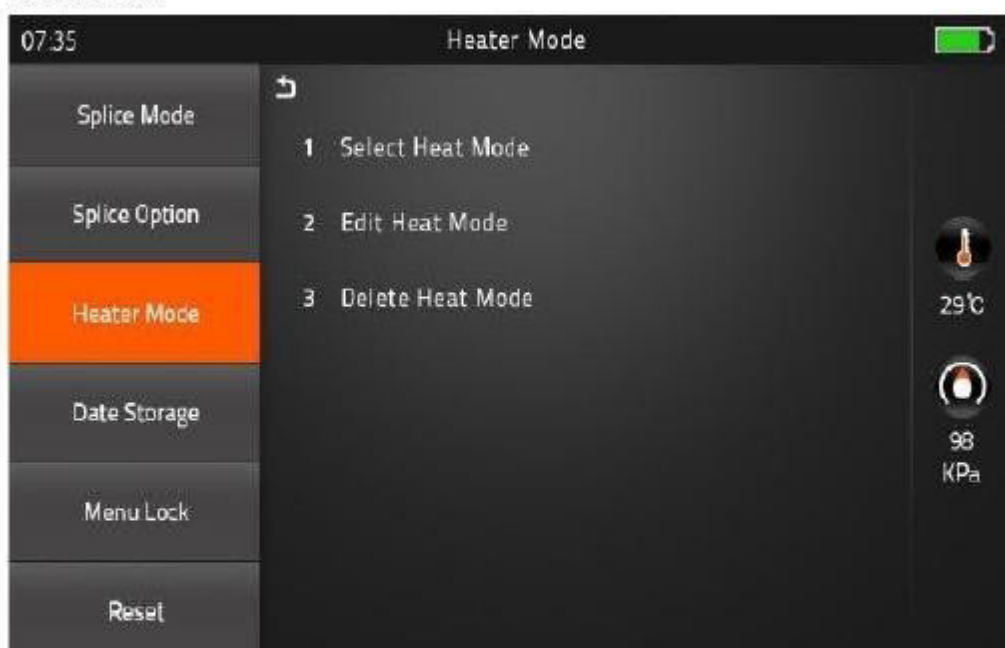 07:35
Heater Mode
Splice Mode
Splice Option
Heater Mode
Date Storage
Menu Lock
Reset
1 Select Heat Mode
2 Edit Heat Mode
3 Delete Heat Mode
29℃
98
KPa